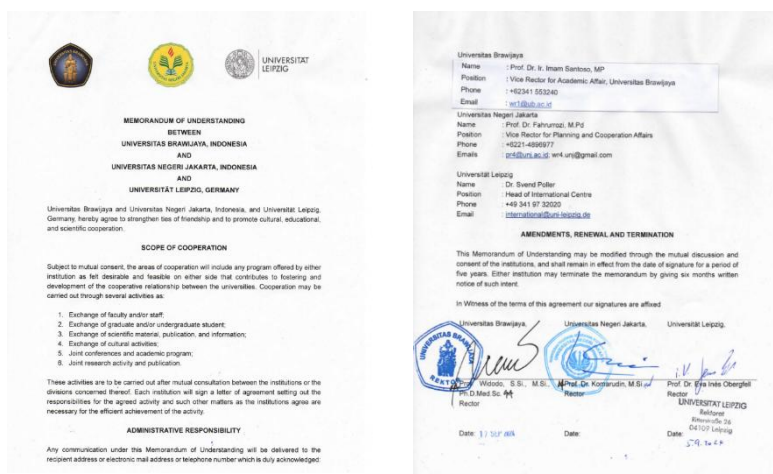 UNIVERSITÄT
LEIPZIG
MEMORANDUM OF UNDERSTANDING
BETWEEN
UNIVERSITAS BRAWIJAYA, INDONESIA
AND
UNIVERSITAS NEGERI JAKARTA, INDONESIA
AND
UNIVERSITÄT LEIPZIG, GERMANY
Universitas Brawijaya and Universitas Negeri Jakarta, Indonesia, and Universität Leipzig,
Germany, hereby agree to strengthen ties of friendship and to promote cultural, educational,
and scientific cooperation.
SCOPE OF COOPERATION
Subject to mutual consent, the areas of cooperation will include any program offered by either
institution as felt desirable and feasible on either side that contributes to fostering and
development of the cooperative relationship between the universities. Cooperation may be
carried out through several activities as:
1. Exchange of faculty and/or staff;
2. Exchange of graduate and/or undergraduate student;
3. Exchange of scientific material, publication, and information;
4. Exchange of cultural activities;
5. Joint conferences and academic program;
6. Joint research activity and publication.
These activities are to be carried out after mutual consultation between the institutions or the
divisions concerned thereof. Each institution will sign a letter of agreement setting out the
responsibilities for the agreed activity and such other matters as the institutions agree are
necessary for the efficient achievement of the activity.
ADMINISTRATIVE RESPONSIBILITY
Any communication under this Memorandum of Understanding will be delivered to the
recipient address or electronic mail address or telephone number which is duly acknowledged:
Universitas Brawijaya
Name : Prof. Dr. Ir. Imam Santoso, MP
Position : Vice Rector for Academic Affair, Universitas Brawijaya
Phone : +62341 553240
Email : wr1@ub.ac.id
Universitas Negeri Jakarta
Name : Prof. Dr. Fahrurrozi, M.Pd
Position : Vice Rector for Planning and Cooperation Affairs
Phone : +6221-4896977
Emails : pr4@unj.ac.id; wr4.unj@gmail.com
Universität Leipzig
Name : Dr. Svend Poller
Position : Head of International Centre
Phone : +49 341 97 32020
Email : international@uni-leipzig.de
AMENDMENTS, RENEWAL AND TERMINATION
This Memorandum of Understanding may be modified through the mutual discussion and
consent of the institutions, and shall remain in effect from the date of signature for a period of
five years. Either institution may terminate the memorandum by giving six months written
notice of such intent.
In Witness of the terms of this agreement our signatures are affixed
Universitas Brawijaya, Universitas Negeri Jakarta, Universität Leipzig,
UNIVERSITAS BRAWIJAYA
REKTOR
i.V.
Prof. Widodo, S.Si., M.Si., Prof. Dr. Komarudin, M.Si Prof. Dr. Eva Inés Obergfell
Ph.D.Med.Sc. Rector Rector
Rector
UNIVERSITÄT LEIPZIG
Rektorat
Ritterstraße 26
04109 Leipzig
Date: 17 SEP Date: Date: 5.9.2024